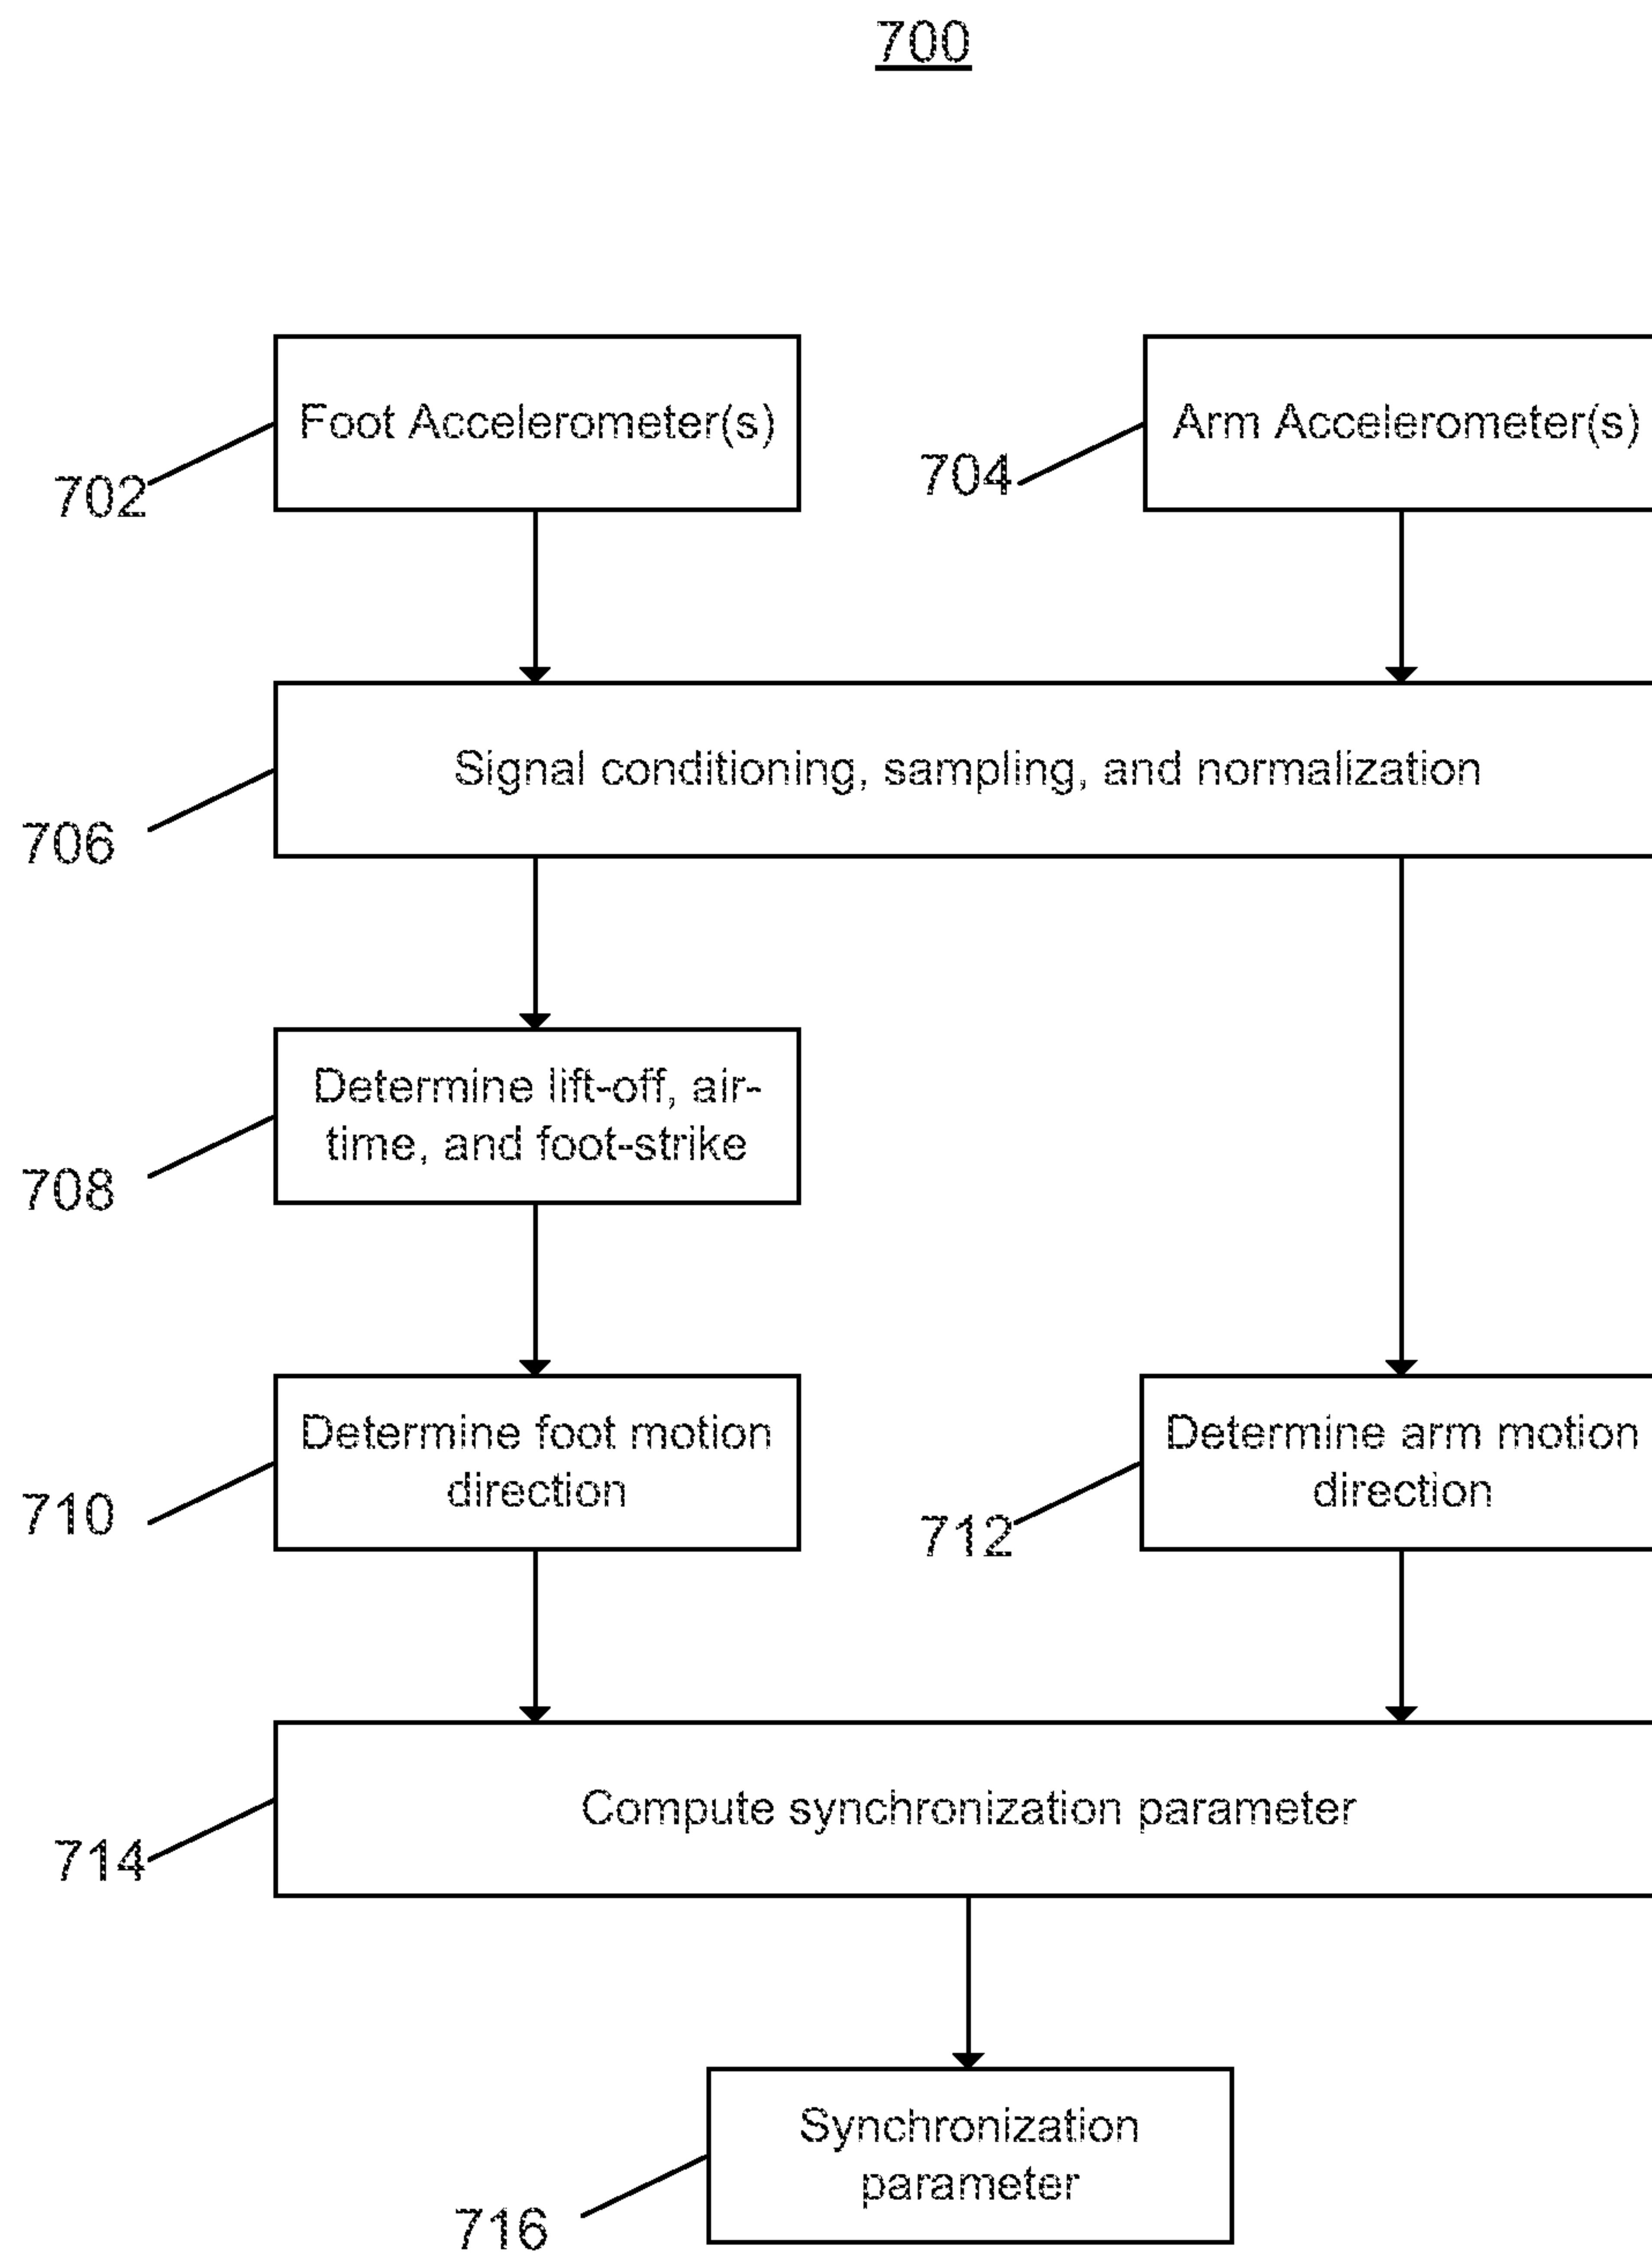 700
Foot Accelerometer(s)
Arm Accelerater(s)
702
704
Signal conditioning, sampling, and normalization
706
Determine lift-off, air-
time, and foot-strike
708
Determine foot motion
direction
Determine arm motion
direction
710
712
Compute synchronization parameter
714
Synchronization
parameter
716